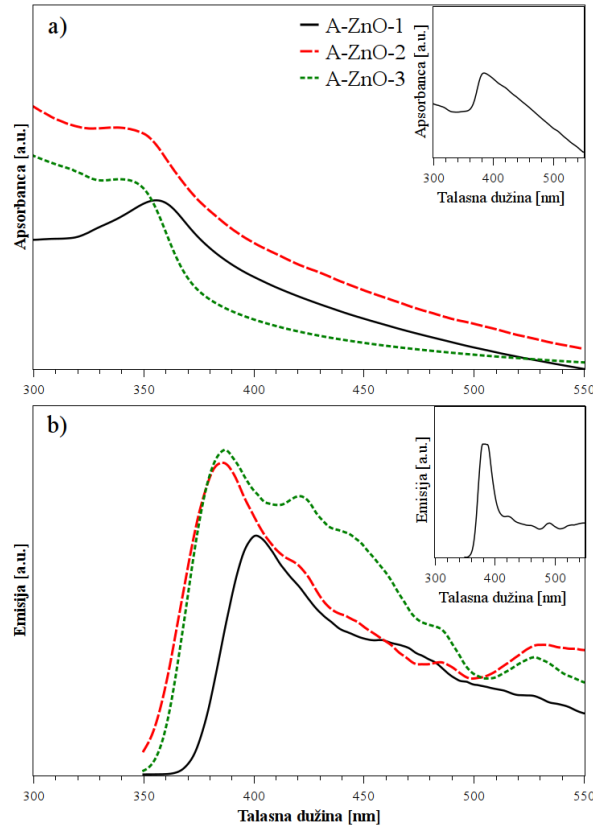 a)
A-ZnO-1
A-ZnO-2
A-ZnO-3
Apsorbanca [a.u.]
300 400 500
Talasna dužina [nm]
Apsorbanca [a.u.]
300 350 400 450 500 550
b)
Emisija [a.u.]
300 400 500
Talasna dužina [nm]
Emisija [a.u.]
300 350 400 450 500 550
Talasna dužina [nm]